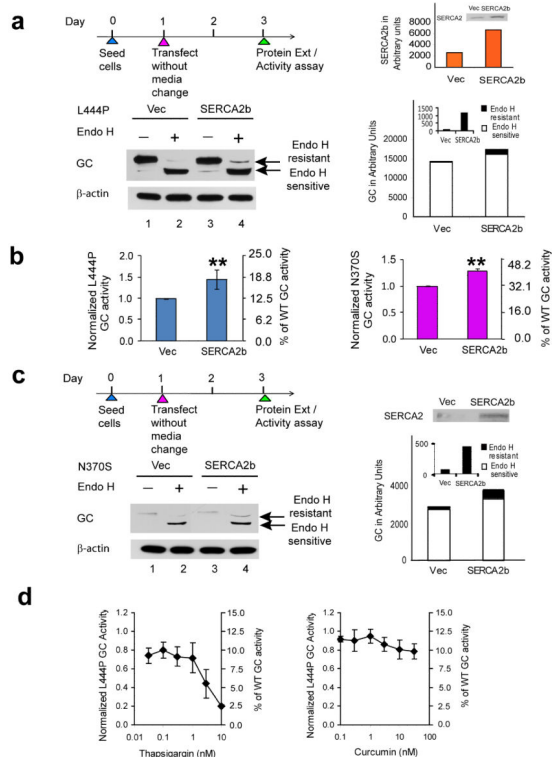 a
Day 0 1 2 3
Seed cells
Transfect without media change
Protein Ext / Activity assay
L444P Vec SERCA2b
Endo H — + — +
GC
Endo H resistant
Endo H sensitive
β-actin
1 2 3 4
Vec SERCA2b
SERCA2
SERCA2b in Arbitrary units
8000
6000
4000
2000
0
Vec SERCA2b
Endo H resistant
Endo H sensitive
1500
1000
500
0
Vec SERCA2b
GC in Arbitrary Units
20000
15000
10000
5000
0
Vec SERCA2b
b
Normalized L444P GC activity
2.0
1.5
1.0
0.5
0.0
**
25.0
18.8
12.5
6.2
0.0
% of WT GC activity
Vec SERCA2b
Normalized N370S GC activity
1.5
1.0
0.5
0.0
**
48.2
32.1
16.1
0.0
% of WT GC activity
Vec SERCA2b
c
Day 0 1 2 3
Seed cells
Transfect without media change
Protein Ext / Activity assay
N370S Vec SERCA2b
Endo H — + — +
GC
Endo H resistant
Endo H sensitive
β-actin
1 2 3 4
Vec SERCA2b
SERCA2
Endo H resistant
Endo H sensitive
500
0
Vec SERCA2b
GC in Arbitrary Units
4000
2000
0
Vec SERCA2b
d
Normalized L444P GC Activity
1.2
1.0
0.8
0.6
0.4
0.2
0.0
15.0
12.5
10.0
7.5
5.0
2.5
0.0
% of WT GC activity
0.01 0.1 1 10
Thapsigargin (nM)
Normalized L444P GC Activity
1.2
1.0
0.8
0.6
0.4
0.2
0.0
15.0
12.5
10.0
7.5
5.0
2.5
0.0
% of WT GC activity
0.1 1 10 100
Curcumin (nM)